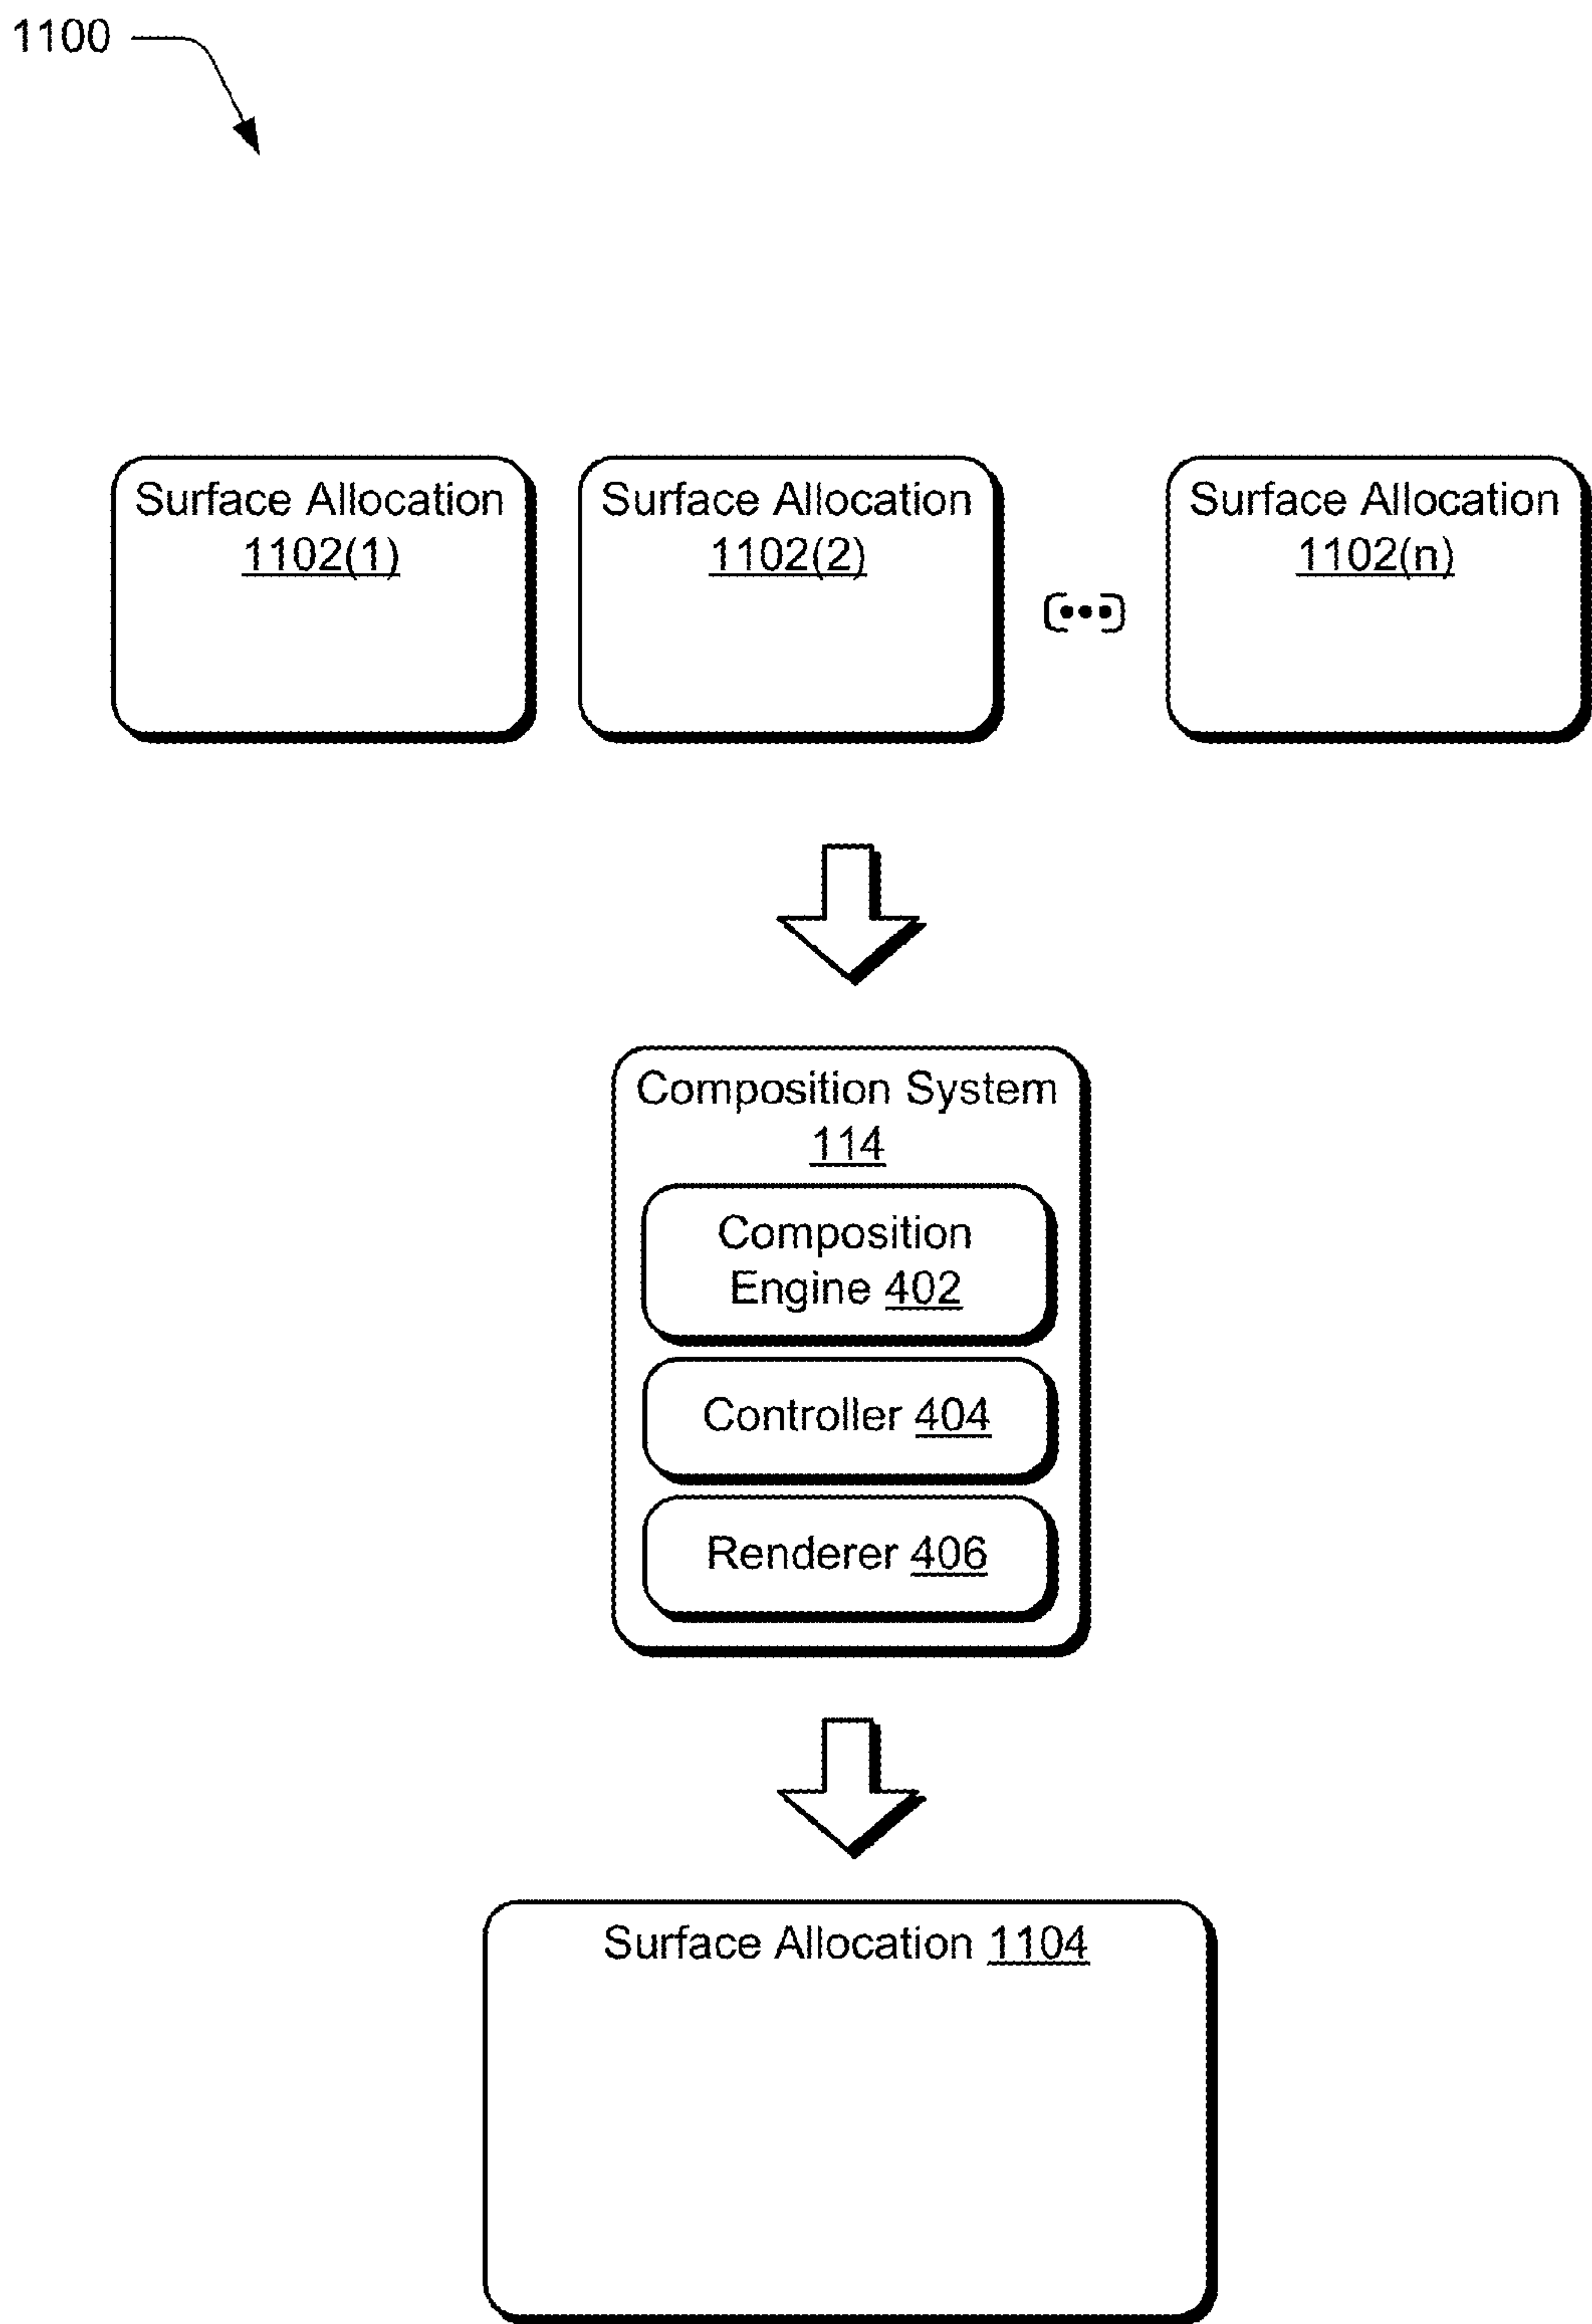 1100
Surface Allocation
1102(1)
Surface Allocation
1102(2)
Surface Allocation
1102(n)
Composition System
114
Composition
Engine 402
Controller 404
Renderer 406
Surface Allocation 1104